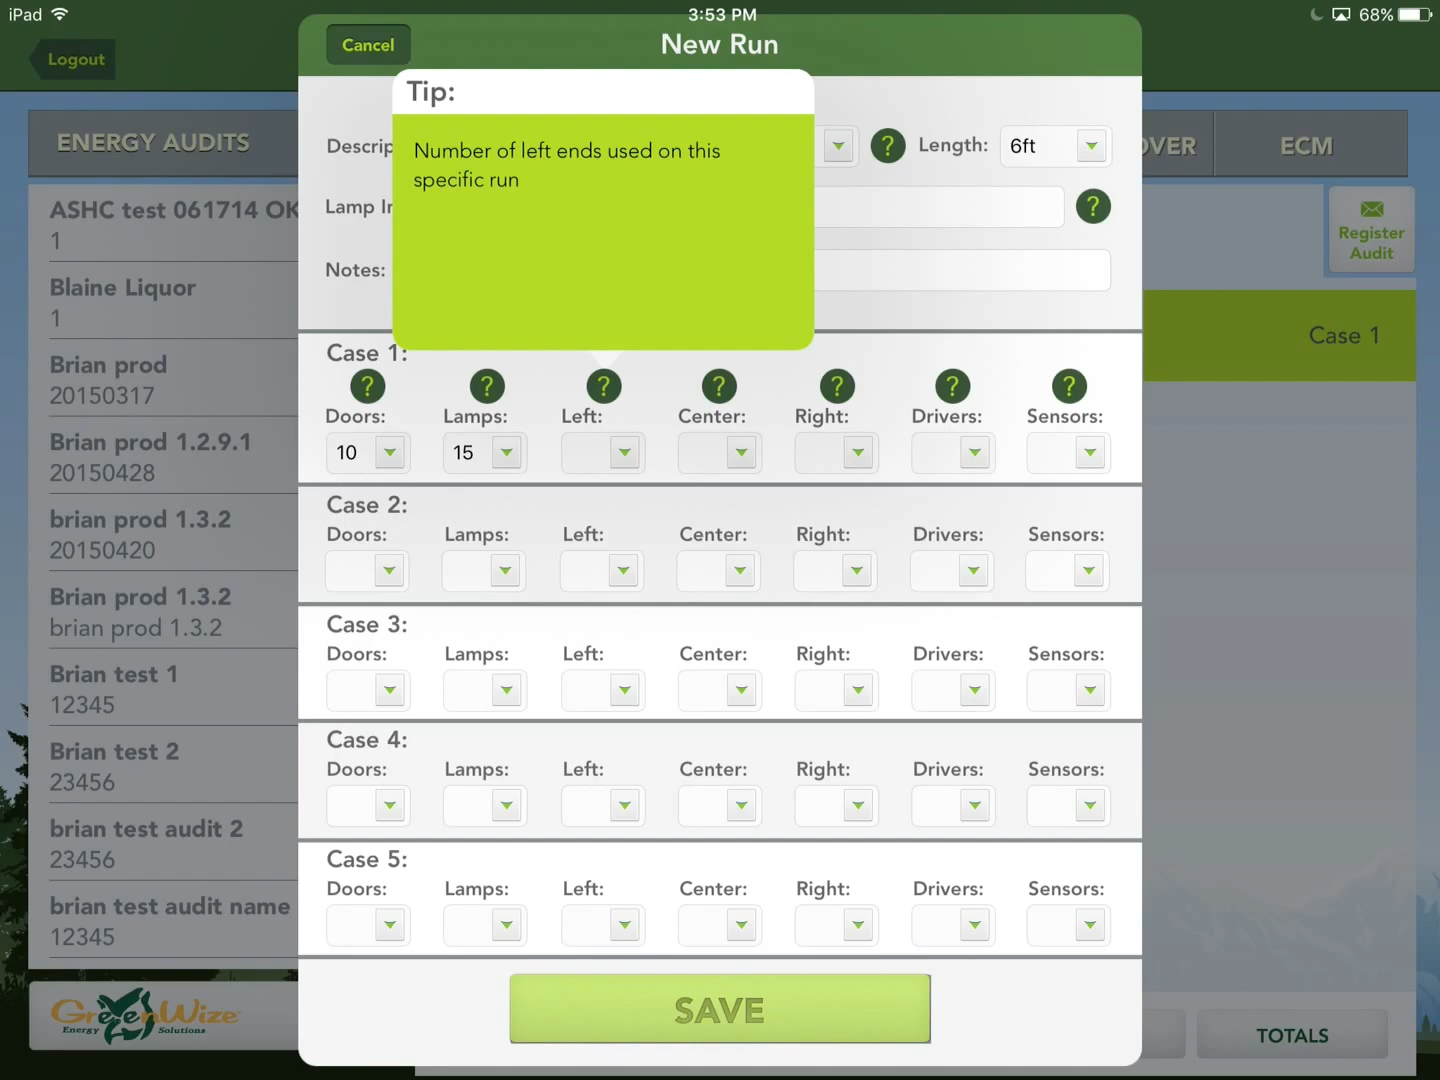 iPad
3:53 PM
68%
Logout
Cancel
New Run
Tip:
Number of left ends used on this
specific run
Descrip
?
Length:
6ft
Lamp In
?
Notes:
ENERGY AUDITS
OVER
ECM
ASHC test 061714 OK
1
Blaine Liquor
1
Brian prod
20150317
Brian prod 1.2.9.1
20150428
brian prod 1.3.2
20150420
Brian prod 1.3.2
brian prod 1.3.2
Brian test 1
12345
Brian test 2
23456
brian test audit 2
23456
brian test audit name
12345
Register
Audit
Case 1
Case 1:
? ? ? ? ? ? ?
Doors: Lamps: Left: Center: Right: Drivers: Sensors:
10 15
Case 2:
Doors: Lamps: Left: Center: Right: Drivers: Sensors:
Case 3:
Doors: Lamps: Left: Center: Right: Drivers: Sensors:
Case 4:
Doors: Lamps: Left: Center: Right: Drivers: Sensors:
Case 5:
Doors: Lamps: Left: Center: Right: Drivers: Sensors:
SAVE
GreenWize
Energy Solutions
TOTALS